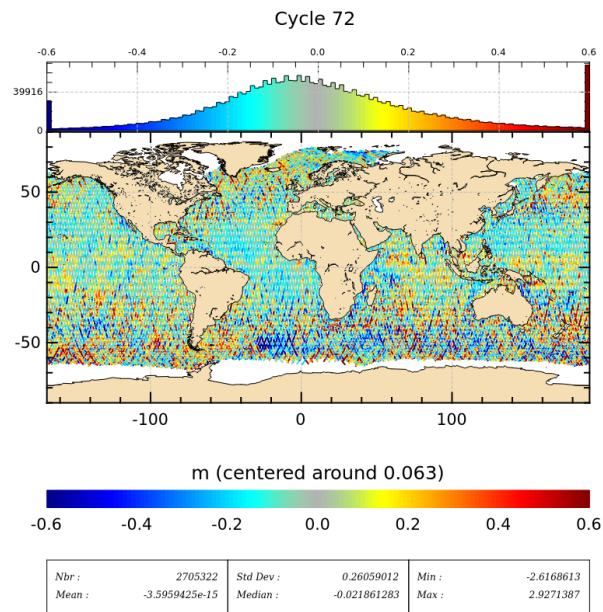 Cycle 72
-0.6 -0.4 -0.2 0.0 0.2 0.4 0.6
39916
0
50
0
-50
-100 0 100
m (centered around 0.063)
-0.6 -0.4 -0.2 0.0 0.2 0.4 0.6
Nbr : 2705322 Std Dev : 0.26059012 Min : -2.6168613
Mean : -3.5959425e-15 Median : -0.021861283 Max : 2.9271387